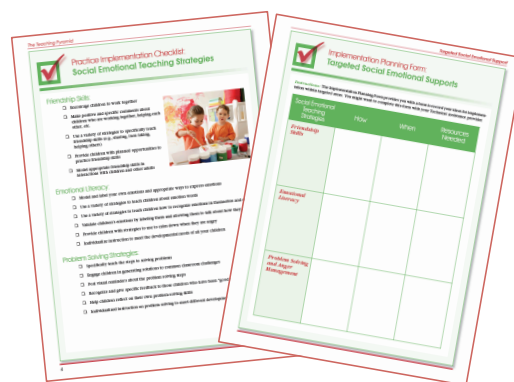 The Teaching Pyramid
Practice Implementation Checklist:
Social Emotional Teaching Strategies
Friendship Skills
❑ Encourage children to work together
❑ Make positive and specific comments about
children who are working together, helping each
other, etc.
❑ Use a variety of strategies to specifically teach
friendship skills (e.g., sharing, turn-taking,
helping others)
❑ Provide children with planned opportunities to
practice friendship skills
❑ Model appropriate friendship skills in
interactions with children and other adults
Emotional Literacy
❑ Model and label your own emotions and appropriate ways to express emotions
❑ Use a variety of strategies to teach children about emotion words
❑ Use a variety of strategies to teach children how to recognize emotions in themselves and
❑ Validate children's emotions by labeling them and allowing them to talk about how they
❑ Provide children with strategies to use to calm down when they are angry
❑ Individualize instruction to meet the developmental needs of all your children
Problem Solving Strategies
❑ Specifically teach the steps to solving problems
❑ Engage children in generating solutions to common classroom challenges
❑ Post visual reminders about the problem solving steps
❑ Recognize and give specific feedback to those children who have been "good
❑ Help children reflect on their own problem-solving skills
❑ Individualized instruction on problem solving to meet different developmen
Targeted Social Emotional Support
Implementation Planning Form
Targeted Social Emotional Supports
Implementation Planning Form provides you with a
Social Emotional
Teaching
Strategies
How
When
Resources
Needed
Friendship
Skills
Emotional
Literacy
Problem Solving
and Anger
Management